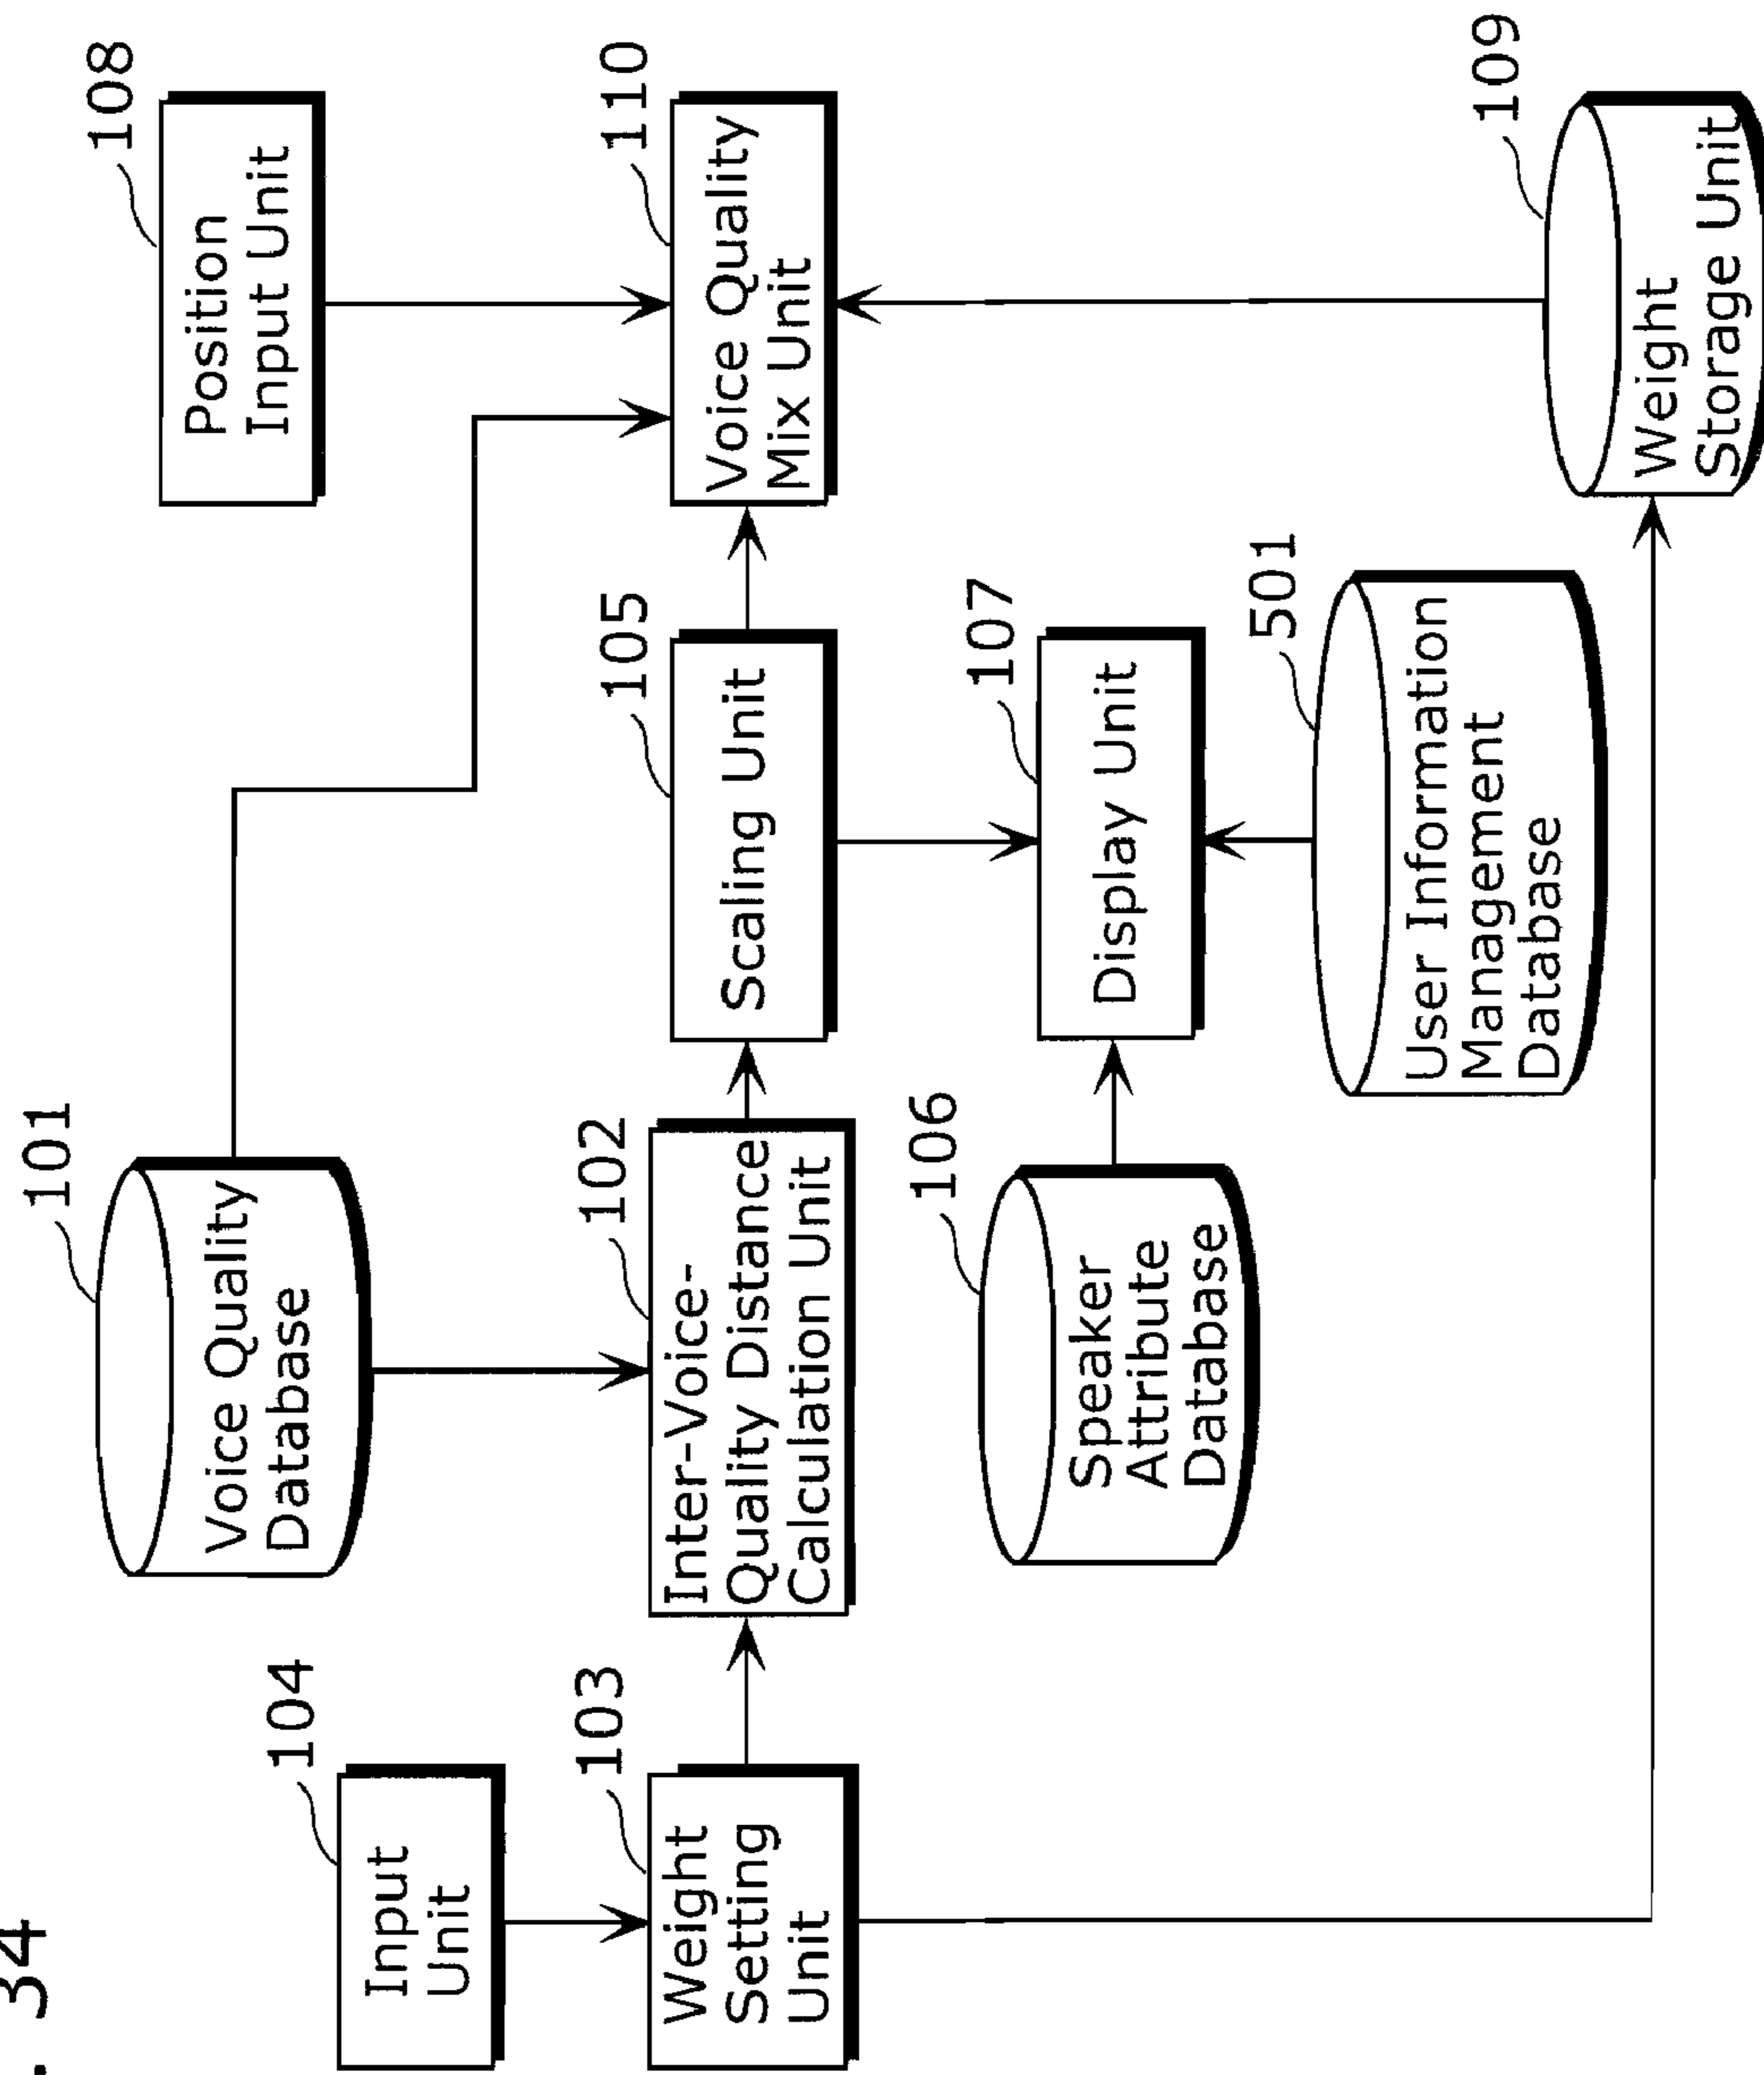 . 34
101
Voice Quality
Database
108
Position
Input Unit
104
Input
Unit
103
Weight
Setting
Unit
102
Inter-Voice-
Quality Distance
Calculation Unit
105
Scaling Unit
110
Voice Quality
Mix Unit
106
Speaker
Attribute
Database
107
Display Unit
501
User Information
Management
Database
109
Weight
Storage Unit